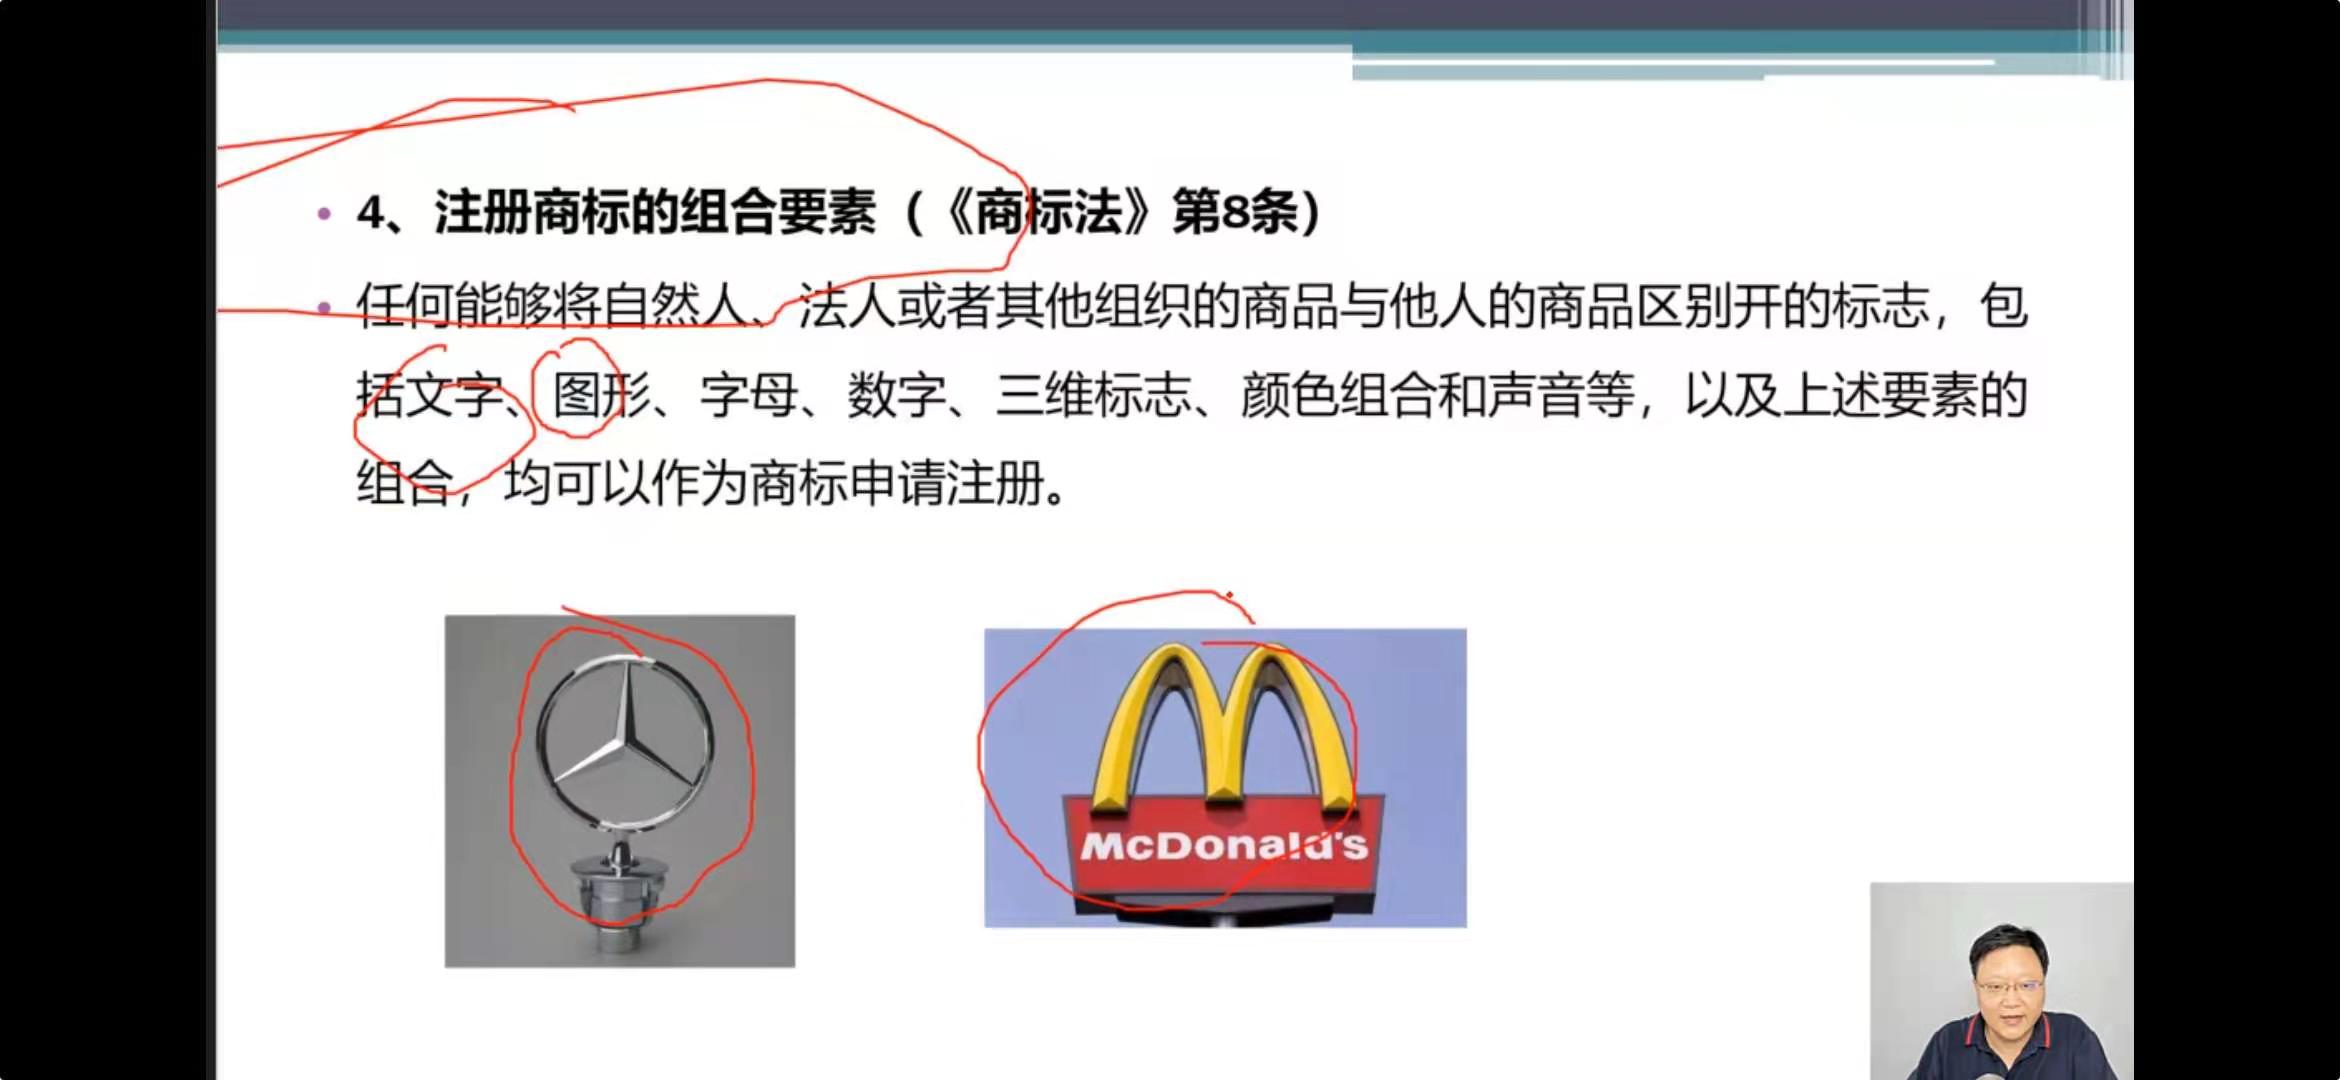 4、注册商标的组合要素（《商标法》第8条）
任何能够将自然人、法人或者其他组织的商品与他人的商品区别开的标志，包
括文字、图形、字母、数字、三维标志、颜色组合和声音等，以及上述要素的
组合，均可以作为商标申请注册。
McDonald's